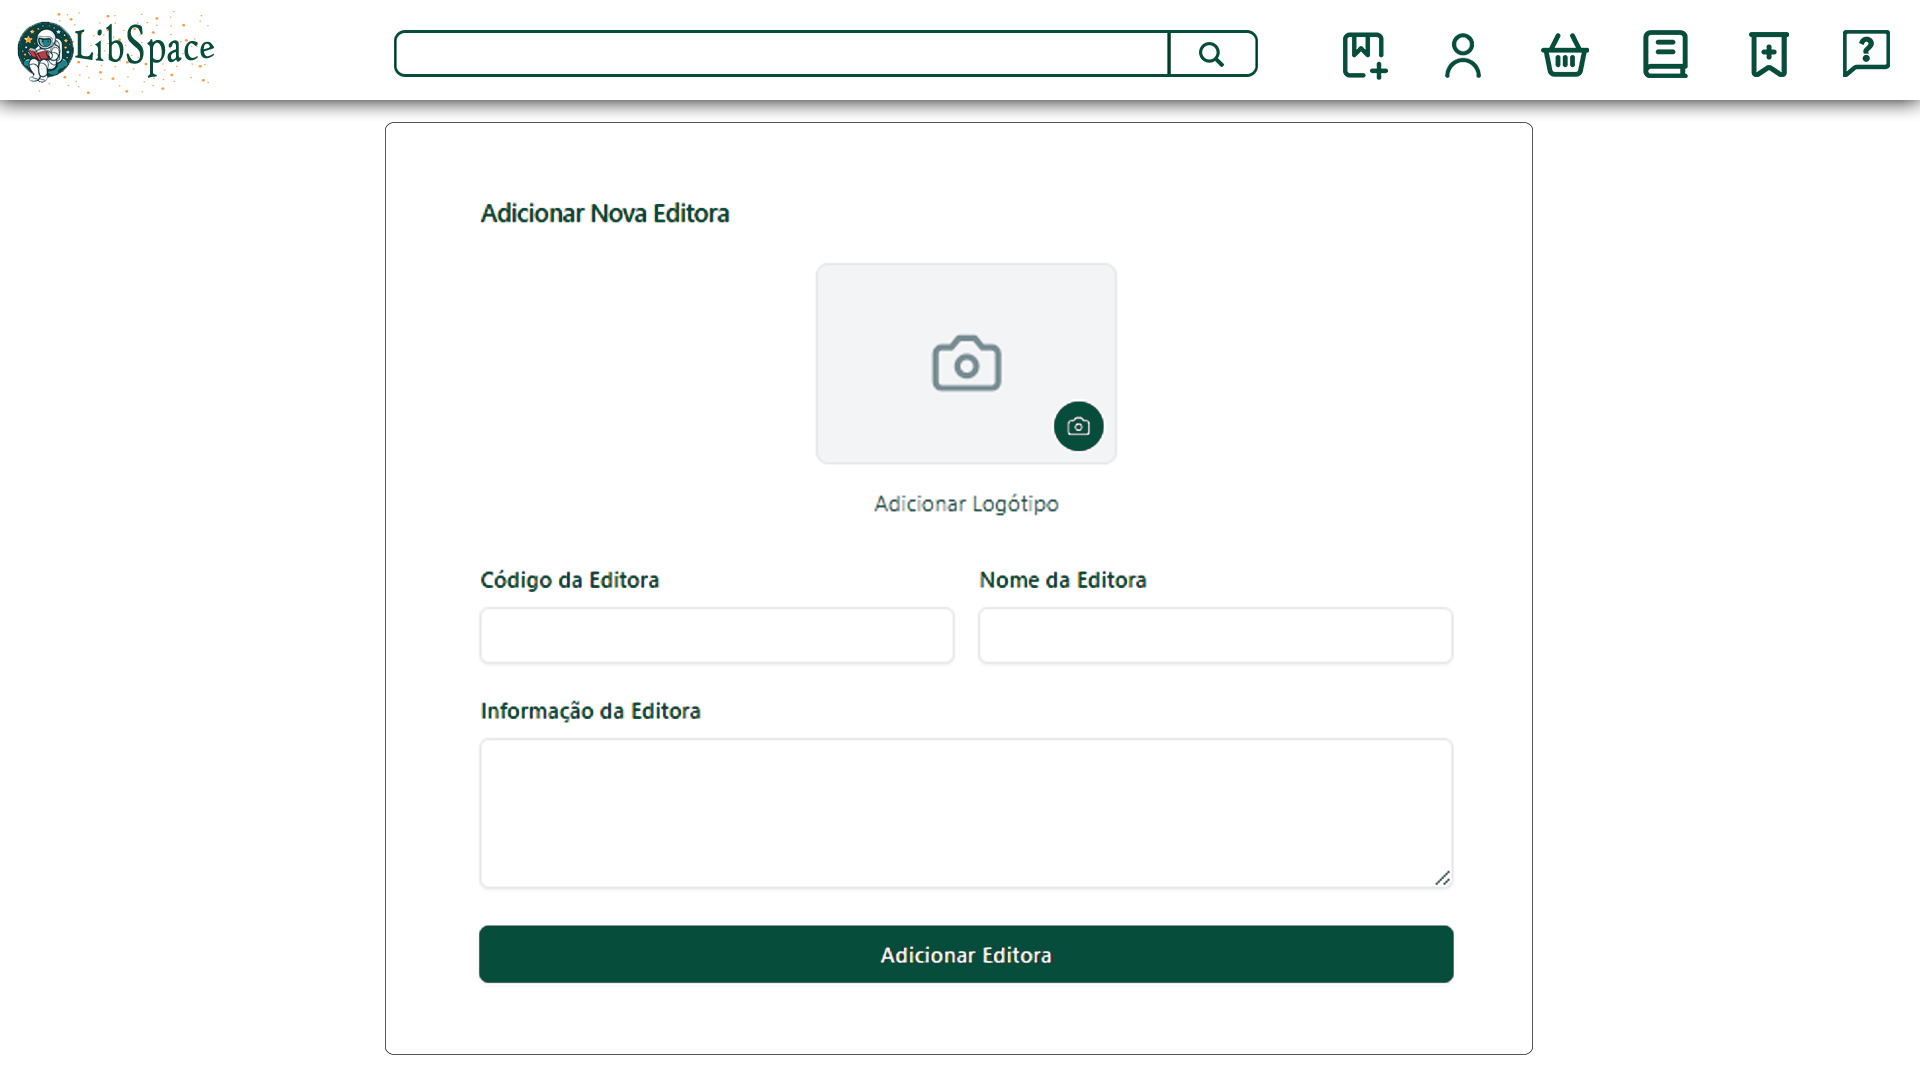 LibSpace
Adicionar Nova Editora
Adicionar Logótipo
Código da Editora
Nome da Editora
Informação da Editora
Adicionar Editora